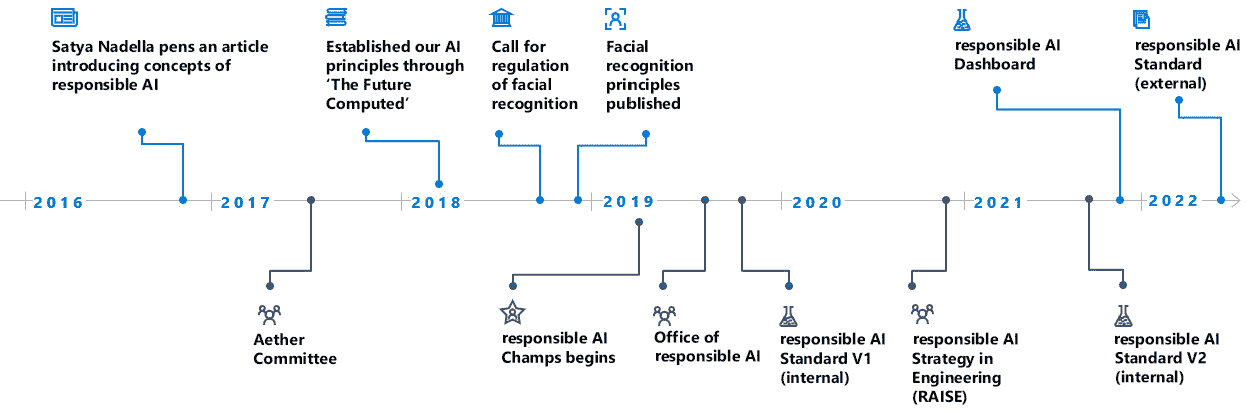 Satya Nadella pens an article
introducing concepts of
responsible AI
Established our AI
principles through
‘The Future
Computed’
Call for
regulation
of facial
recognition
Facial
recognition
principles
published
responsible AI
Dashboard
responsible AI
Standard
(external)
2016
2017
2018
2019
2020
2021
2022
Aether
Committee
responsible AI
Champs begins
Office of
responsible AI
responsible AI
Standard V1
(internal)
responsible AI
Strategy in
Engineering
(RAISE)
responsible AI
Standard V2
(internal)